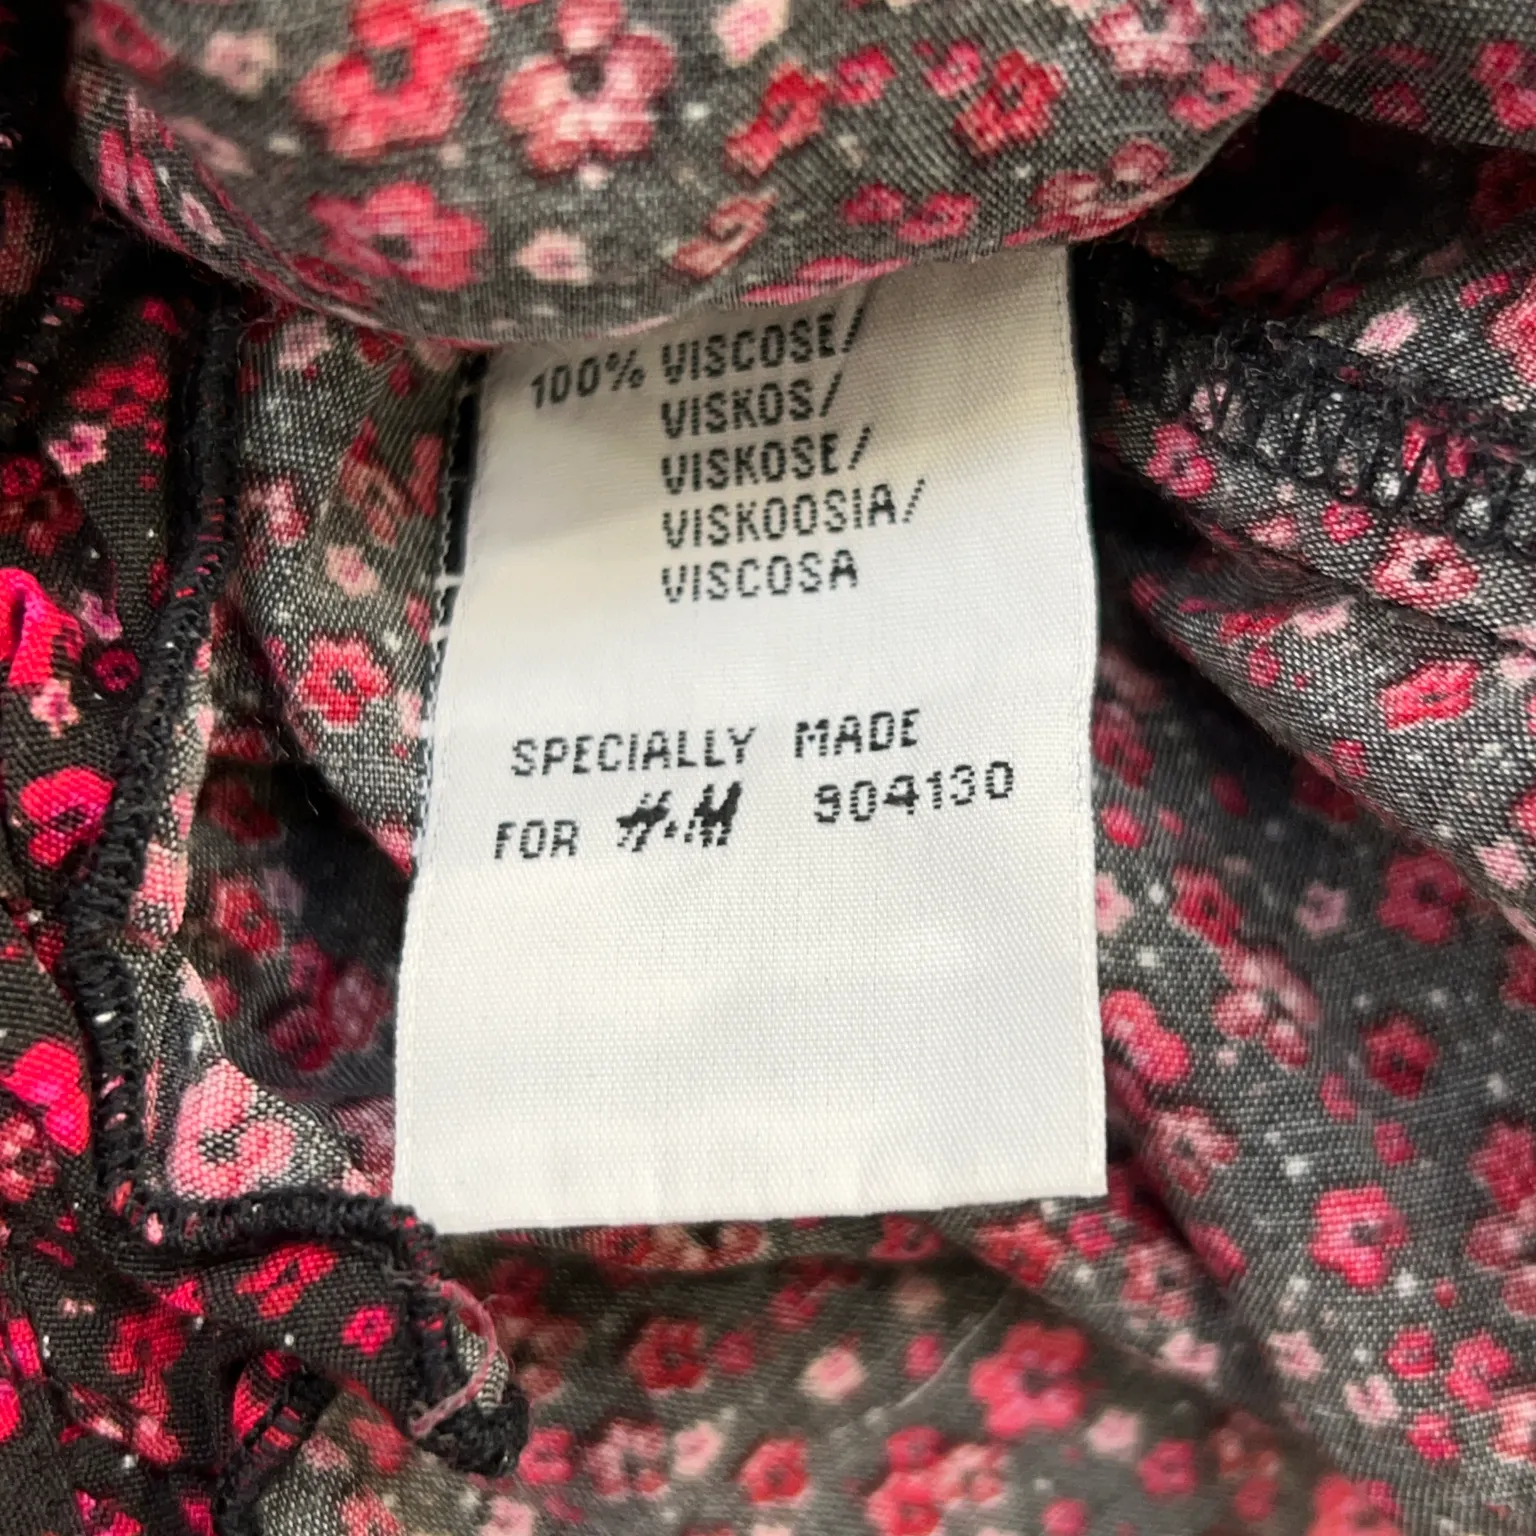 100% VISCOSE/
VISKOS/
VISKOSE/
VISKOOSIA/
VISCOSA
SPECIALLY MADE
FOR H·M 904130